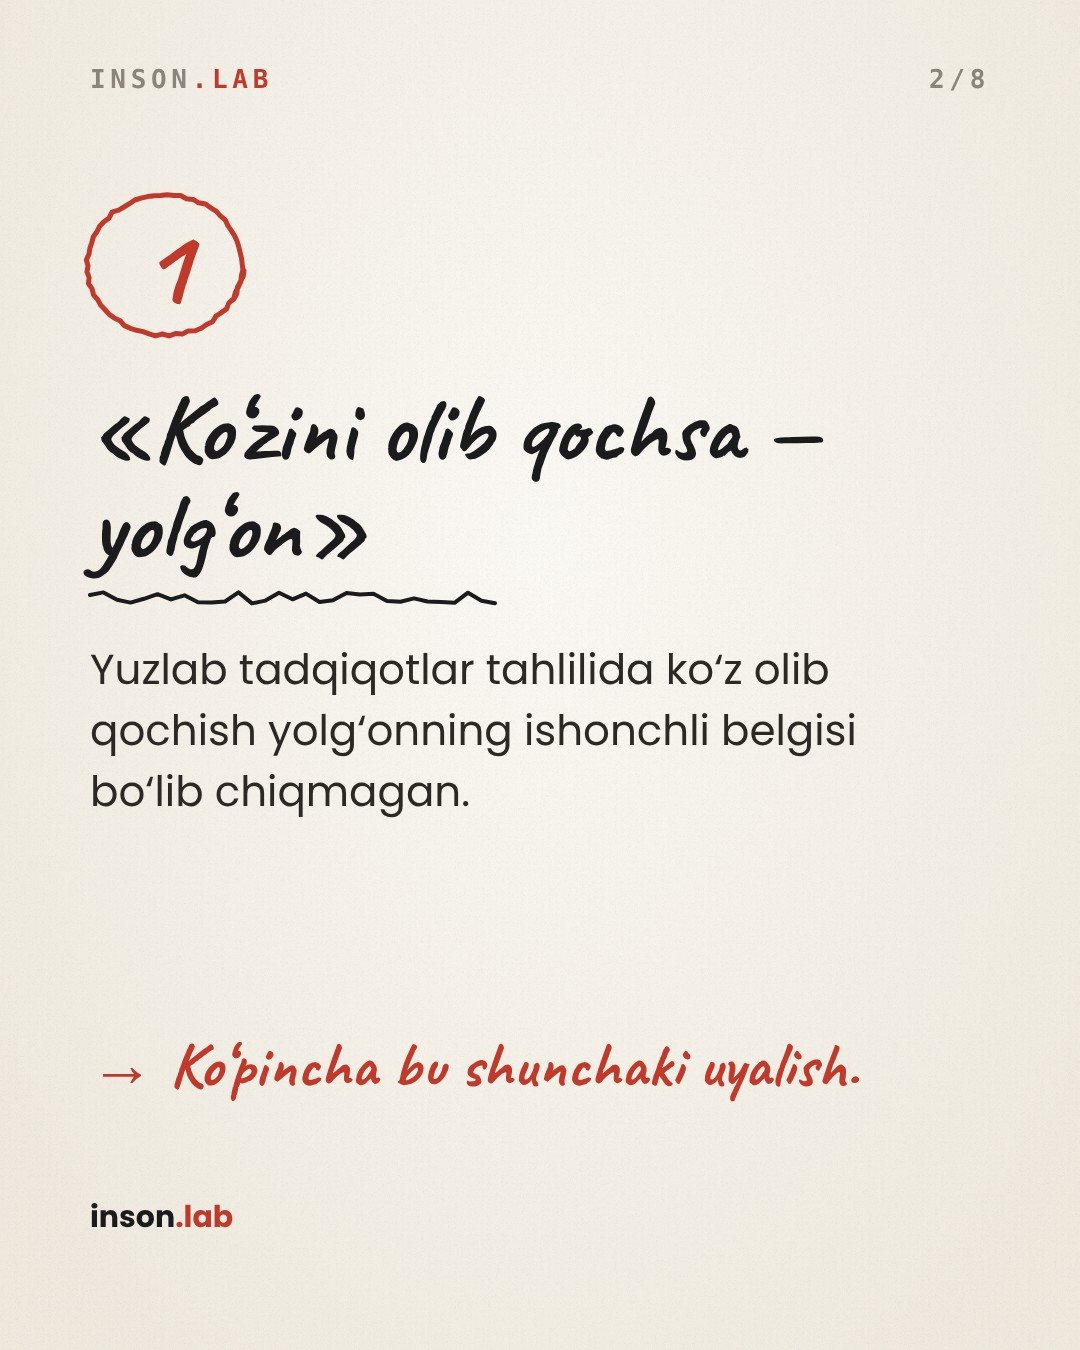 INSON.LAB
2/8
1
«Ko‘zini olib qochsa –
yolg‘on»
Yuzlab tadqiqotlar tahlilida ko‘z olib
qochish yolg‘onning ishonchli belgisi
bo‘lib chiqmagan.
→ Ko‘pincha bu shunchaki uyalish.
inson.lab